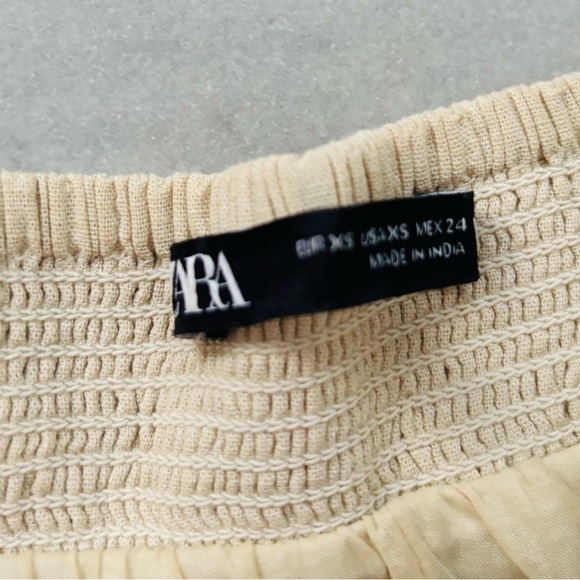 ZARA
EUR XS USA XS MEX 24
MADE IN INDIA